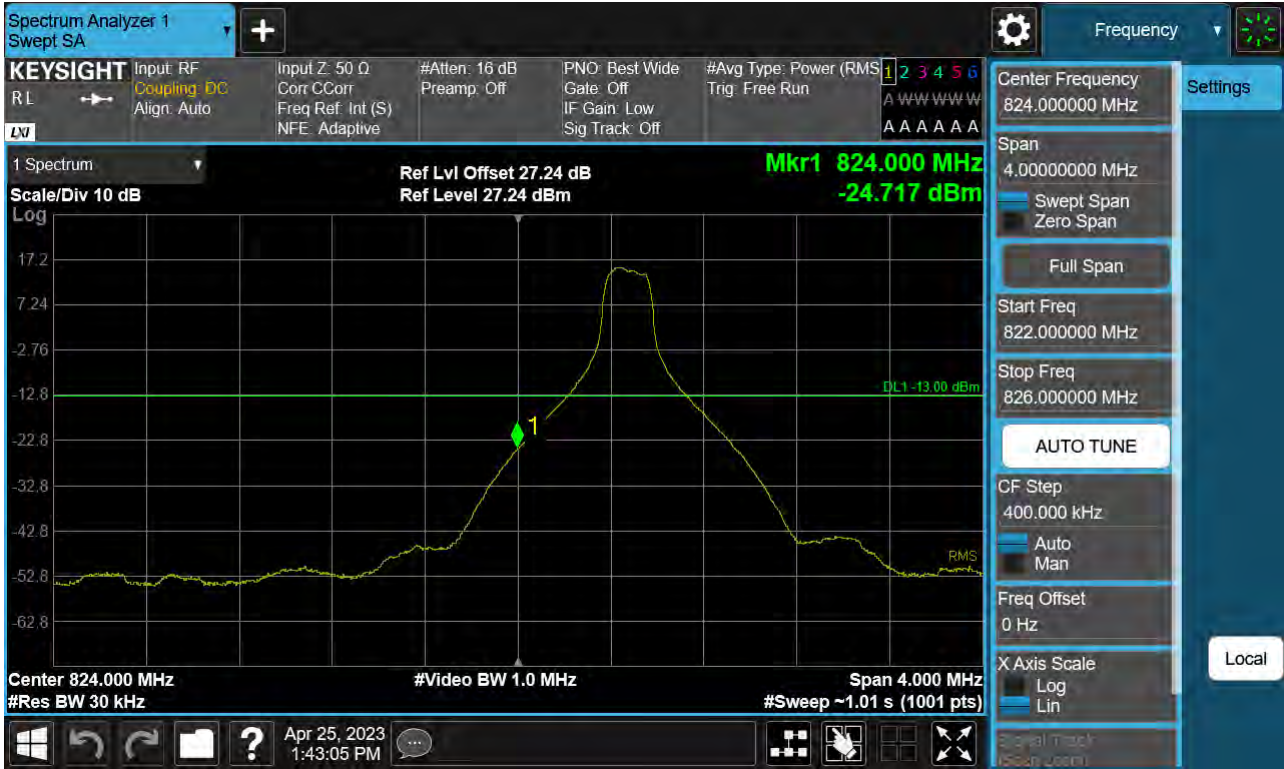 Spectrum Analyzer 1
Swept SA
+
Frequency
KEYSIGHT
R L
LXI
Input: RF
Coupling: DC
Align: Auto
Input Z: 50 Ω
Corr CCorr
Freq Ref: Int (S)
NFE: Adaptive
#Atten: 16 dB
Preamp: Off
PNO: Best Wide
Gate: Off
IF Gain: Low
Sig Track: Off
#Avg Type: Power (RMS
Trig: Free Run
1 2 3 4 5 6
A W W W W W
A A A A A A
1 Spectrum
Scale/Div 10 dB
Log
Ref Lvl Offset 27.24 dB
Ref Level 27.24 dBm
Mkr1 824.000 MHz
-24.717 dBm
17.2
7.24
-2.76
-12.8
-22.8
-32.8
-42.8
-52.8
-62.8
DL1 -13.00 dBm
1
RMS
Center 824.000 MHz
#Video BW 1.0 MHz
Span 4.000 MHz
#Res BW 30 kHz
#Sweep ~1.01 s (1001 pts)
Center Frequency
824.000000 MHz
Span
4.00000000 MHz
Swept Span
Zero Span
Full Span
Start Freq
822.000000 MHz
Stop Freq
826.000000 MHz
AUTO TUNE
CF Step
400.000 kHz
Auto
Man
Freq Offset
0 Hz
X Axis Scale
Log
Lin
Signal Track
(Span Zoom)
Settings
Local
?
Apr 25, 2023
1:43:05 PM